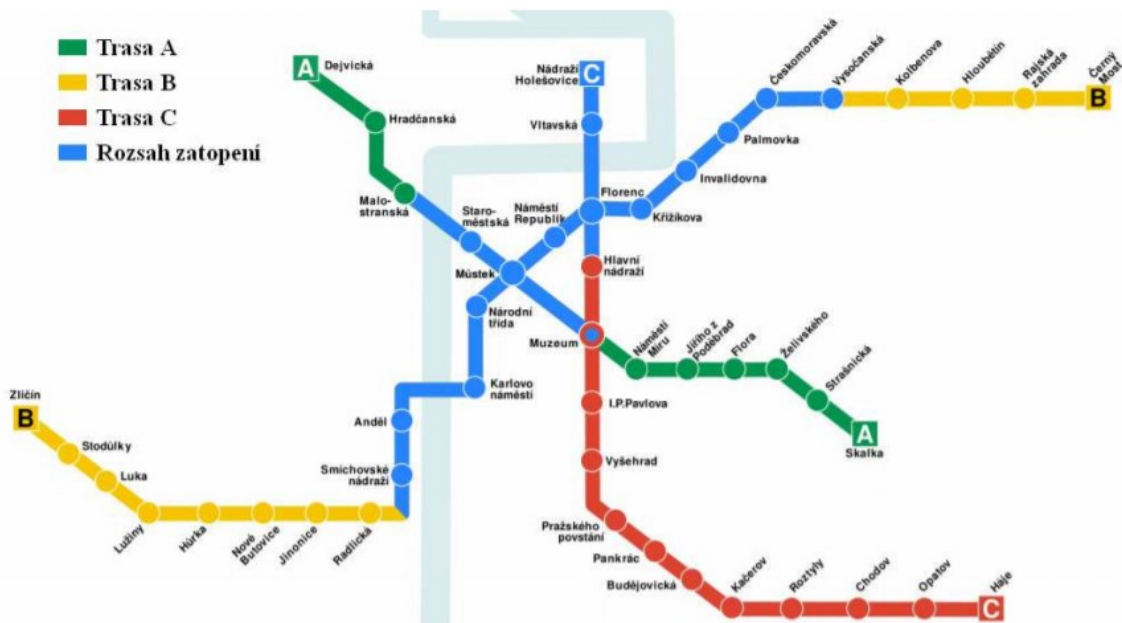 Trasa A
Trasa B
Trasa C
Rozsah zatopení
A
Dejvická
Hradčanská
Malo-
stranská
Staro-
městská
Můstek
Muzeum
Náměstí
Míru
Jiřího z
Poděbrad
Flora
Želivského
Strašnická
A
Skalka
B
Zličín
Stodůlky
Luka
Lužiny
Hůrka
Nové
Butovice
Jinonice
Radlická
Smíchovské
nádraží
Anděl
Karlovo
náměstí
Národní
třída
Náměstí
Republik
Florenc
Křižíkova
Invalidovna
Palmovka
Českomoravská
Vysočanská
Kolbenova
Hloubětín
Rajská
zahrada
Černý
Most
B
Nádraží
Holešovice
C
Vltavská
Hlavní
nádraží
I.P.Pavlova
Vyšehrad
Pražského
povstání
Pankrác
Budějovická
Kačerov
Roztyly
Chodov
Opatov
Háje
C